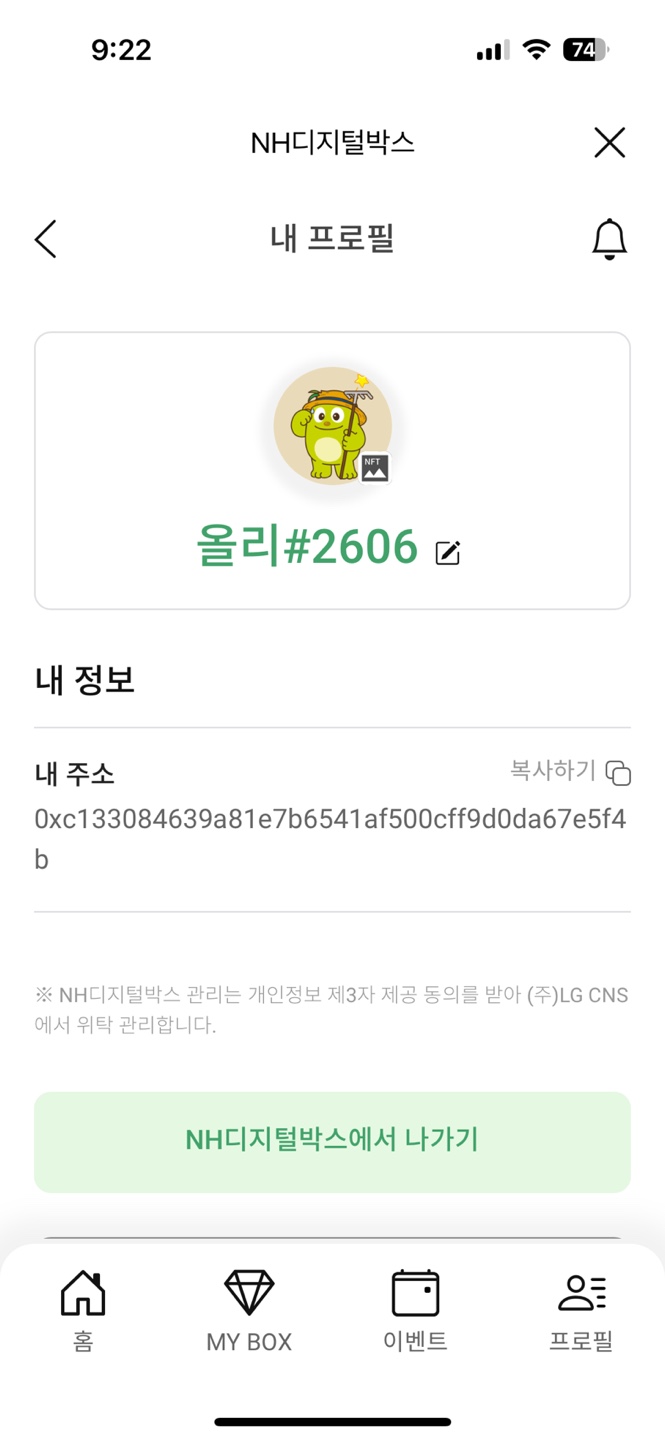 9:22
74
NH디지털박스
내 프로필
NFT
올리#2606
내 정보
내 주소
복사하기
0xc133084639a81e7b6541af500cff9d0da67e5f4
b
※ NH디지털박스 관리는 개인정보 제3자 제공 동의를 받아 (주)LG CNS
에서 위탁 관리합니다.
NH디지털박스에서 나가기
홈
MY BOX
이벤트
프로필